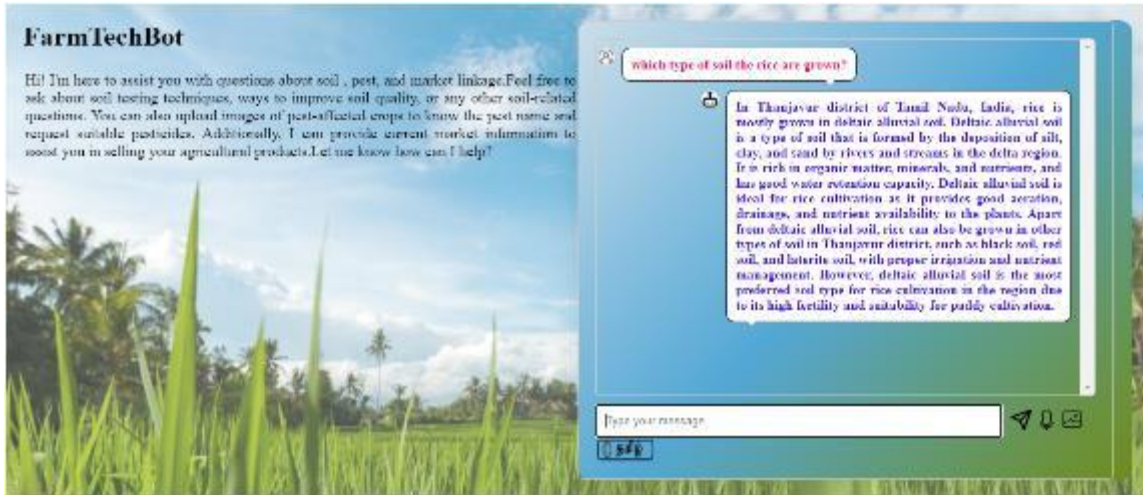 FarmTechBot
Hi! I'm here to assist you with questions about soil , pest, and market linkage.Feel free to
ask about soil testing techniques, ways to improve soil quality, or any other soil-related
questions. You can also upload images of pest-affected crops to know the pest name and
request suitable pesticides. Additionally, I can provide current market information to
assist you in selling your agricultural products.Let me know how can I help?
which type of soil the rice are grown?
In Thanjavur district of Tamil Nadu, India, rice is
mostly grown in deltaic alluvial soil. Deltaic alluvial soil
is a type of soil that is formed by the deposition of silt,
clay, and sand by rivers and streams in the delta region.
It is rich in organic matter, minerals, and nutrients, and
has good water retention capacity. Deltaic alluvial soil is
ideal for rice cultivation as it provides good aeration,
drainage, and nutrient availability to the plants. Apart
from deltaic alluvial soil, rice can also be grown in other
types of soil in Thanjavur district, such as black soil, red
soil, and laterite soil, with proper irrigation and nutrient
management. However, deltaic alluvial soil is the most
preferred soil type for rice cultivation in the region due
to its high fertility and suitability for paddy cultivation.
Type your message